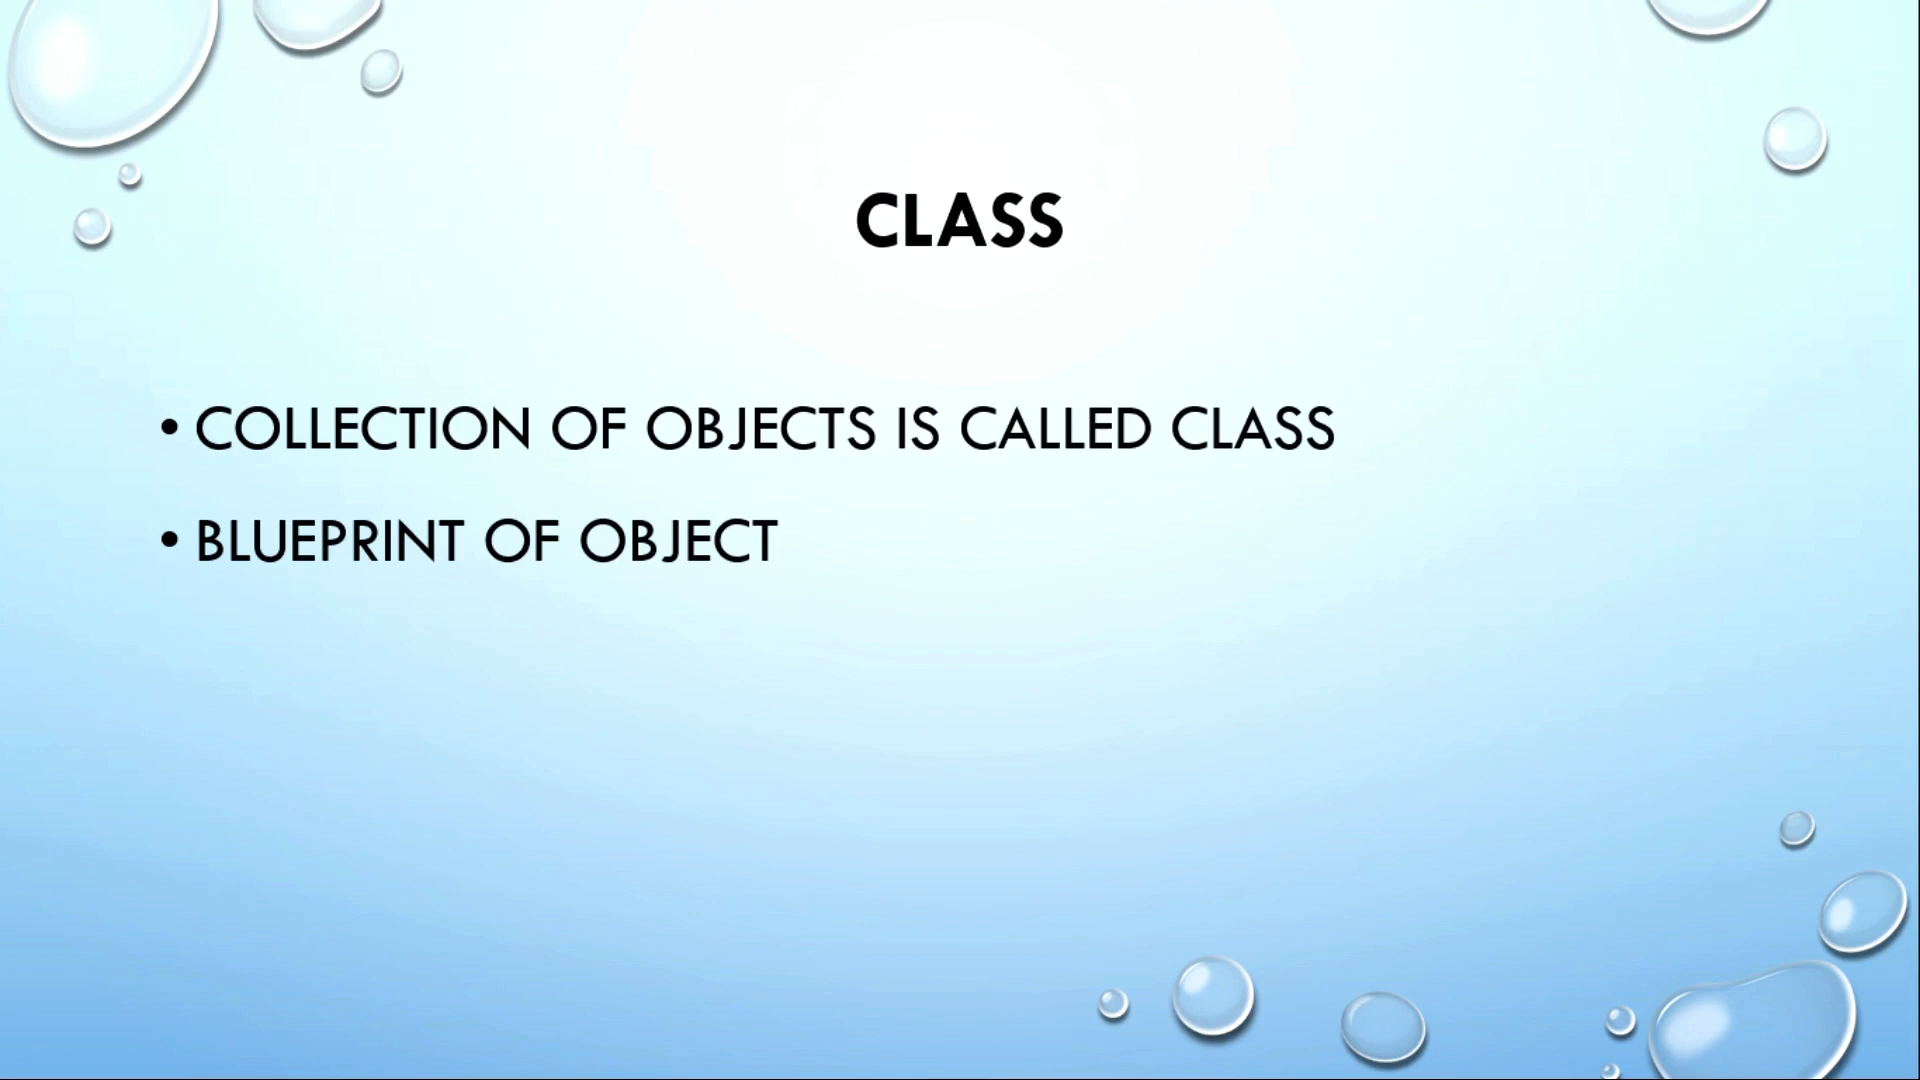 CLASS
• COLLECTION OF OBJECTS IS CALLED CLASS
• BLUEPRINT OF OBJECT